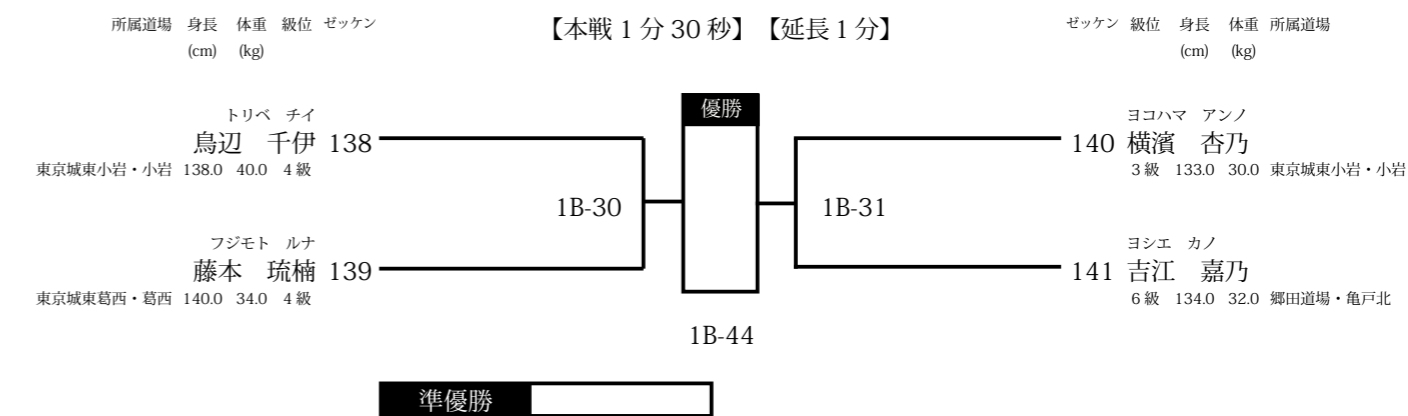 所属道場 身長 体重 級位 ゼッケン 【本戦 1 分 30 秒】【延長 1 分】 ゼッケン 級位 身長 体重 所属道場
(cm) (kg) (cm) (kg)
優勝
トリベ チイ
鳥辺 千伊 138
東京城東小岩・小岩 138.0 40.0 4 級
フジモト ルナ
藤本 琉楠 139
東京城東葛西・葛西 140.0 34.0 4 級
1B-30
1B-31
ヨコハマ アンノ
140 横濱 杏乃
3 級 133.0 30.0 東京城東小岩・小岩
ヨシエ カノ
141 吉江 嘉乃
6 級 134.0 32.0 郷田道場・亀戸北
1B-44
準優勝